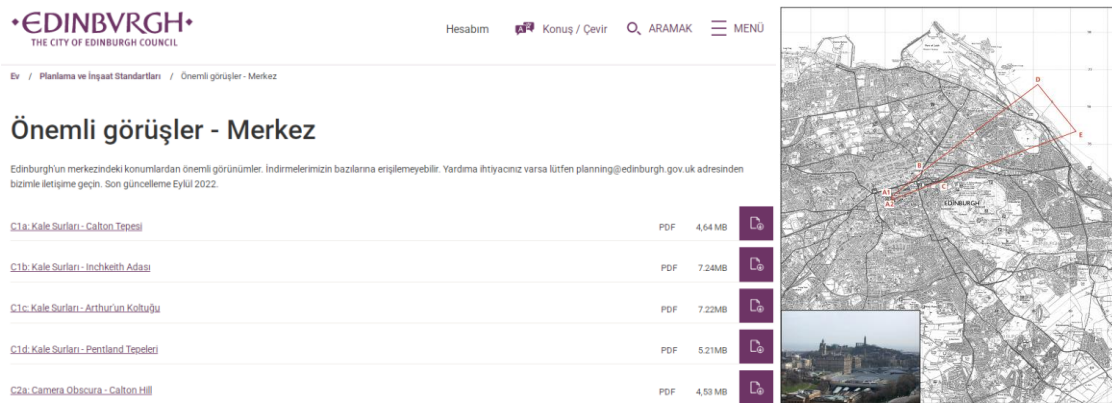 EDINBVRGH
THE CITY OF EDINBURGH COUNCIL
Hesabım
Konuş / Çevir
ARAMAK
MENÜ
Ev / Planlama ve İnşaat Standartları / Önemli görüşler - Merkez
Önemli görüşler - Merkez
Edinburgh'un merkezindeki konumlardan önemli görünümler. İndirmelerimizin bazılarına erişilemeyebilir. Yardıma ihtiyacınız varsa lütfen planning@edinburgh.gov.uk adresinden
bizimle iletişime geçin. Son güncelleme Eylül 2022.
C1a: Kale Surları - Calton Tepesi PDF 4,64 MB
C1b: Kale Surları - Inchkeith Adası PDF 7.24MB
C1c: Kale Surları - Arthur'un Koltuğu PDF 7.22MB
C1d: Kale Surları - Pentland Tepeleri PDF 5.21MB
C2a: Camera Obscura - Calton Hill PDF 4,53 MB
D
E
B
C
A1
A2
EDINBURGH